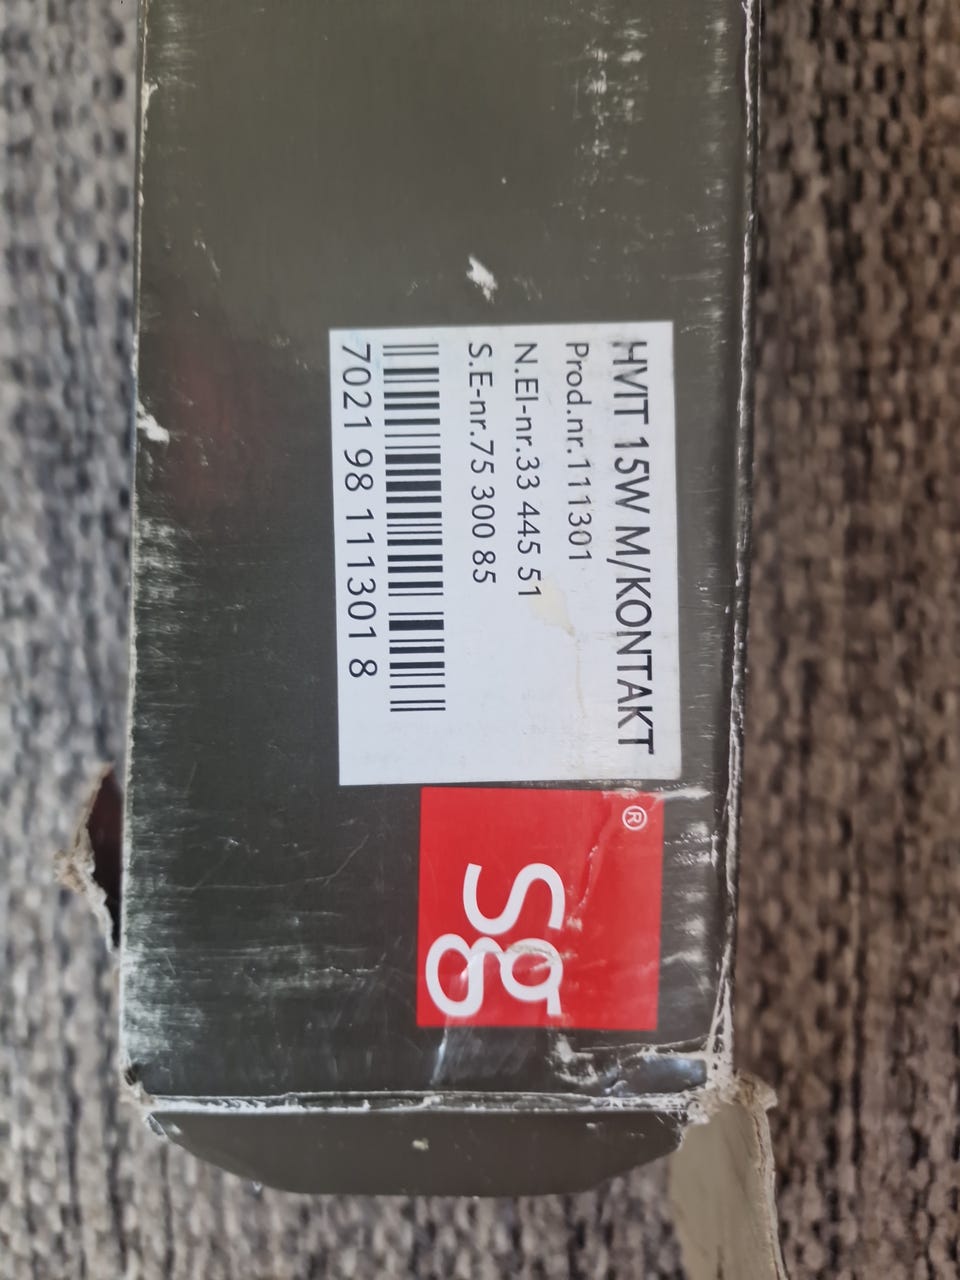 HVIT 15W M/KONTAKT
Prod.nr.111301
N.El-nr.33 445 51
S.E-nr.75 300 85
7021 98 111301 8
®
sg